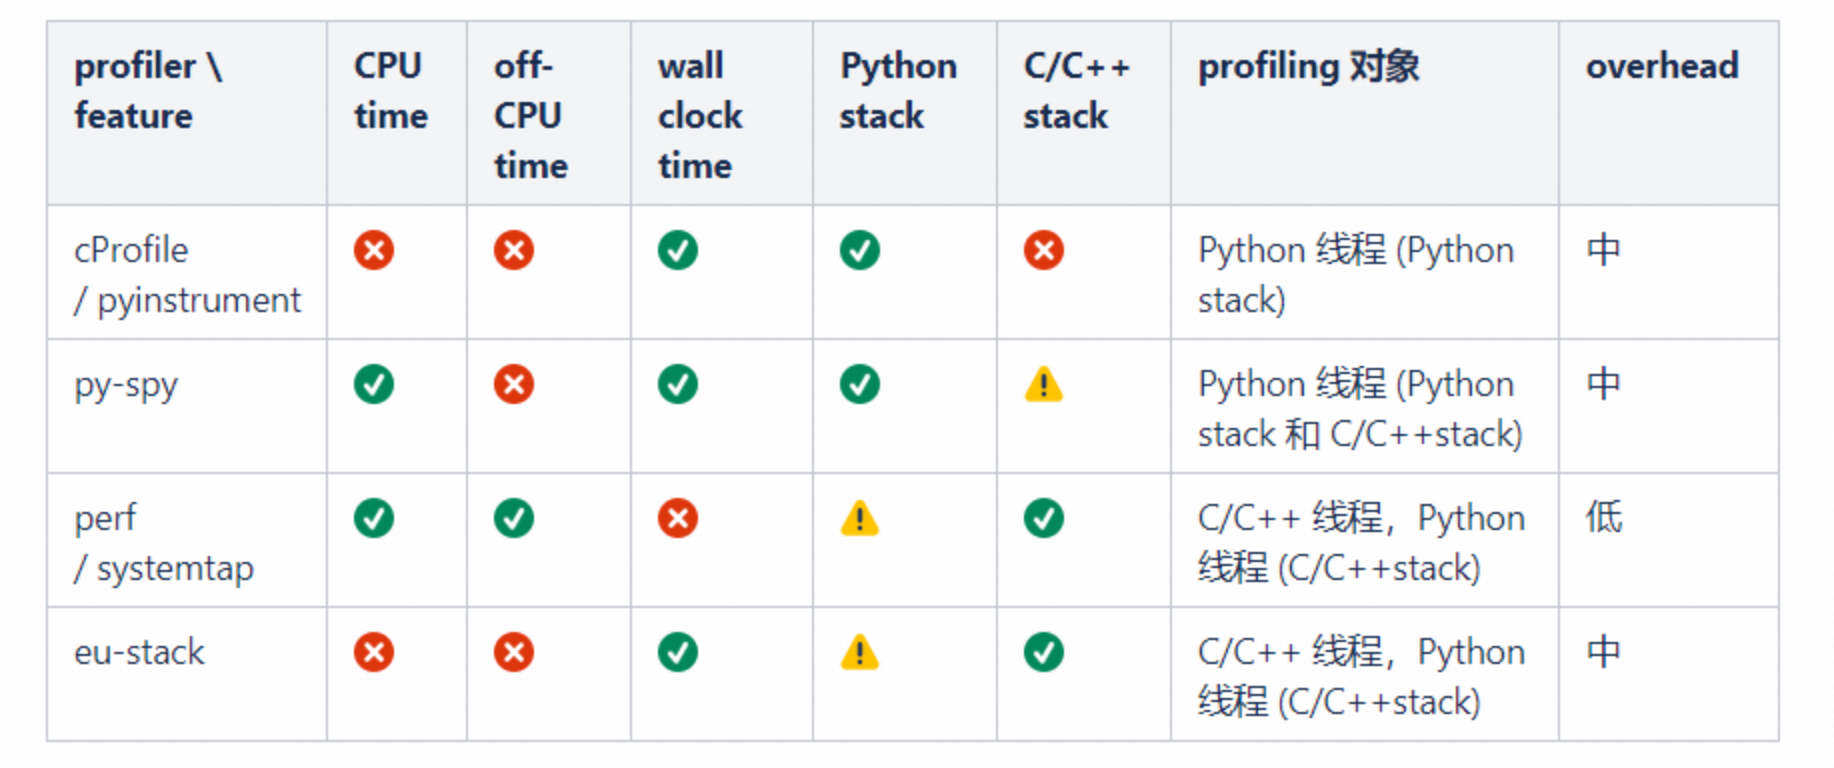 profiler \
feature
CPU
time
off-
CPU
time
wall
clock
time
Python
stack
C/C++
stack
profiling 对象
overhead
cProfile
/ pyinstrument
Python 线程 (Python
stack)
中
py-spy
Python 线程 (Python
stack 和 C/C++stack)
中
perf
/ systemtap
C/C++ 线程，Python
线程 (C/C++stack)
低
eu-stack
C/C++ 线程，Python
线程 (C/C++stack)
中